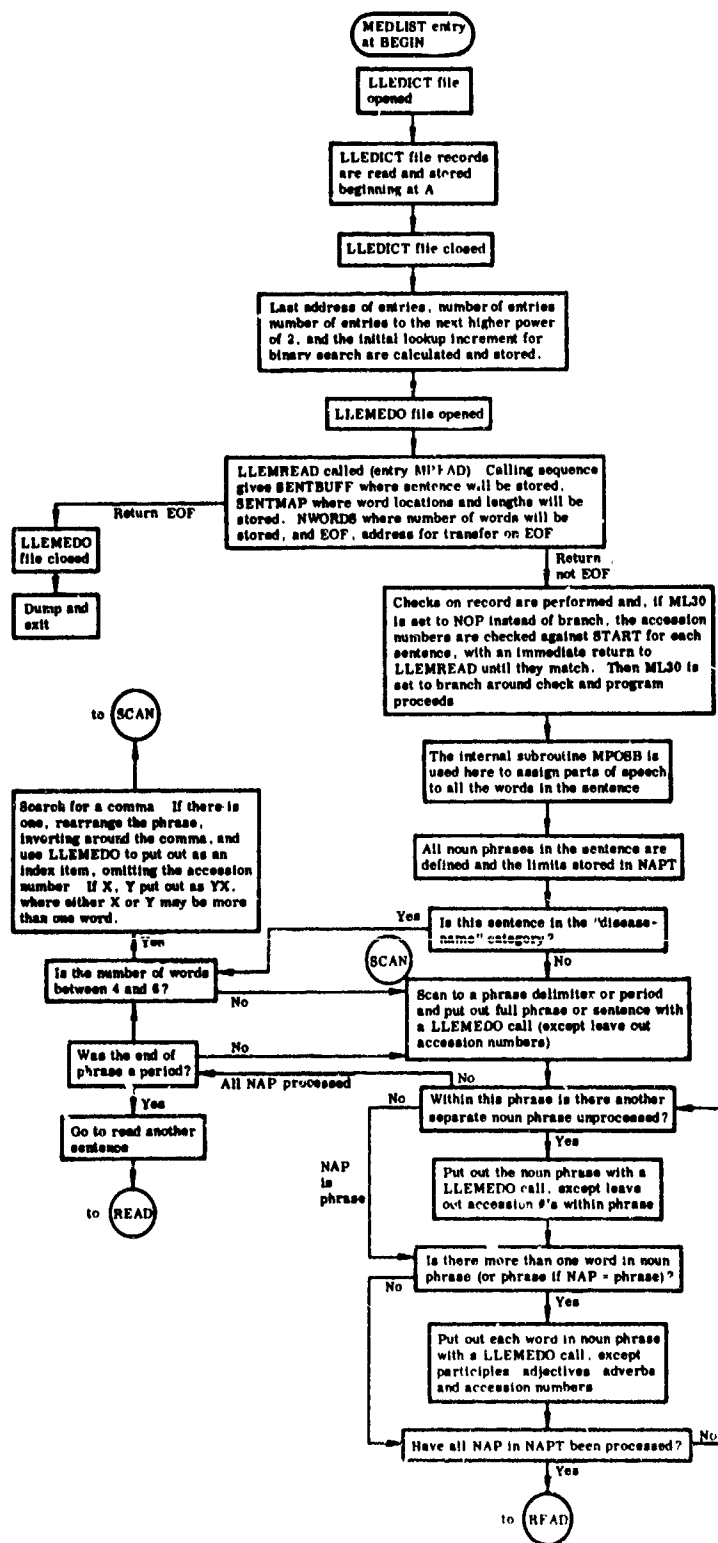 MEDLIST entry
at BEGIN
LLEDICT file
opened
LLEDICT file records
are read and stored
beginning at A
LLEDICT file closed
Last address of entries, number of entries
number of entries to the next higher power
of 2, and the initial lookup increment for
binary search are calculated and stored.
LLEMEDO file opened
LLEMREAD called (entry Calling sequence
gives SENTBUFF where sentence will be stored,
SENTMAP where word locations and lengths will be
stored. NWORDS where number of words will be
stored, and EOF, address for transfer on EOF
Return EOF
LLEMEDO
file closed
Dump and
exit
Return
not EOF
Checks on record are performed and, if ML30
is set to NOP instead of branch, the accession
numbers are checked against START for each
sentence, with an immediate return to
LLEMREAD until they match. Then ML30 is
set to branch around check and program
proceeds
The internal subroutine MPOSB is
used here to assign parts of speech
to all the words in the sentence
All noun phrases in the sentence are
defined and the limits stored in NAPT
Is this sentence in the "disease-
name" category?
Yes
No
to SCAN
Search for a comma If there is
one, rearrange the phrase,
inverting around the comma, and
use LLEMEDO to put out as an
index item, omitting the accession
number If X, Y put out as YX,
where either X or Y may be more
than one word.
Yes
Is the number of words
between 4 and 6?
No
SCAN
Scan to a phrase delimiter or period
and put out full phrase or sentence with
a LLEMEDO call (except leave out
accession numbers)
Was the end of
phrase a period?
No
All NAP processed
Yes
Go to read another
sentence
to READ
No
No
Within this phrase is there another
separate noun phrase unprocessed?
Yes
NAP
is
phrase
Put out the noun phrase with a
LLEMEDO call, except leave
out accession #'s within phrase
Is there more than one word in noun
phrase (or phrase if NAP = phrase)?
No
Yes
Put out each word in noun phrase
with a LLEMEDO call, except
participles adjectives adverbs
and accession numbers
Have all NAP in NAPT been processed?
No
Yes
to READ